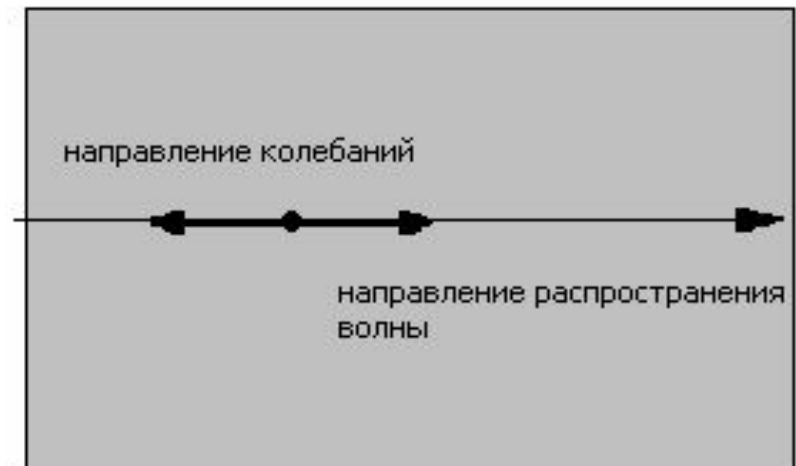 направление колебаний
направление распространения
волны